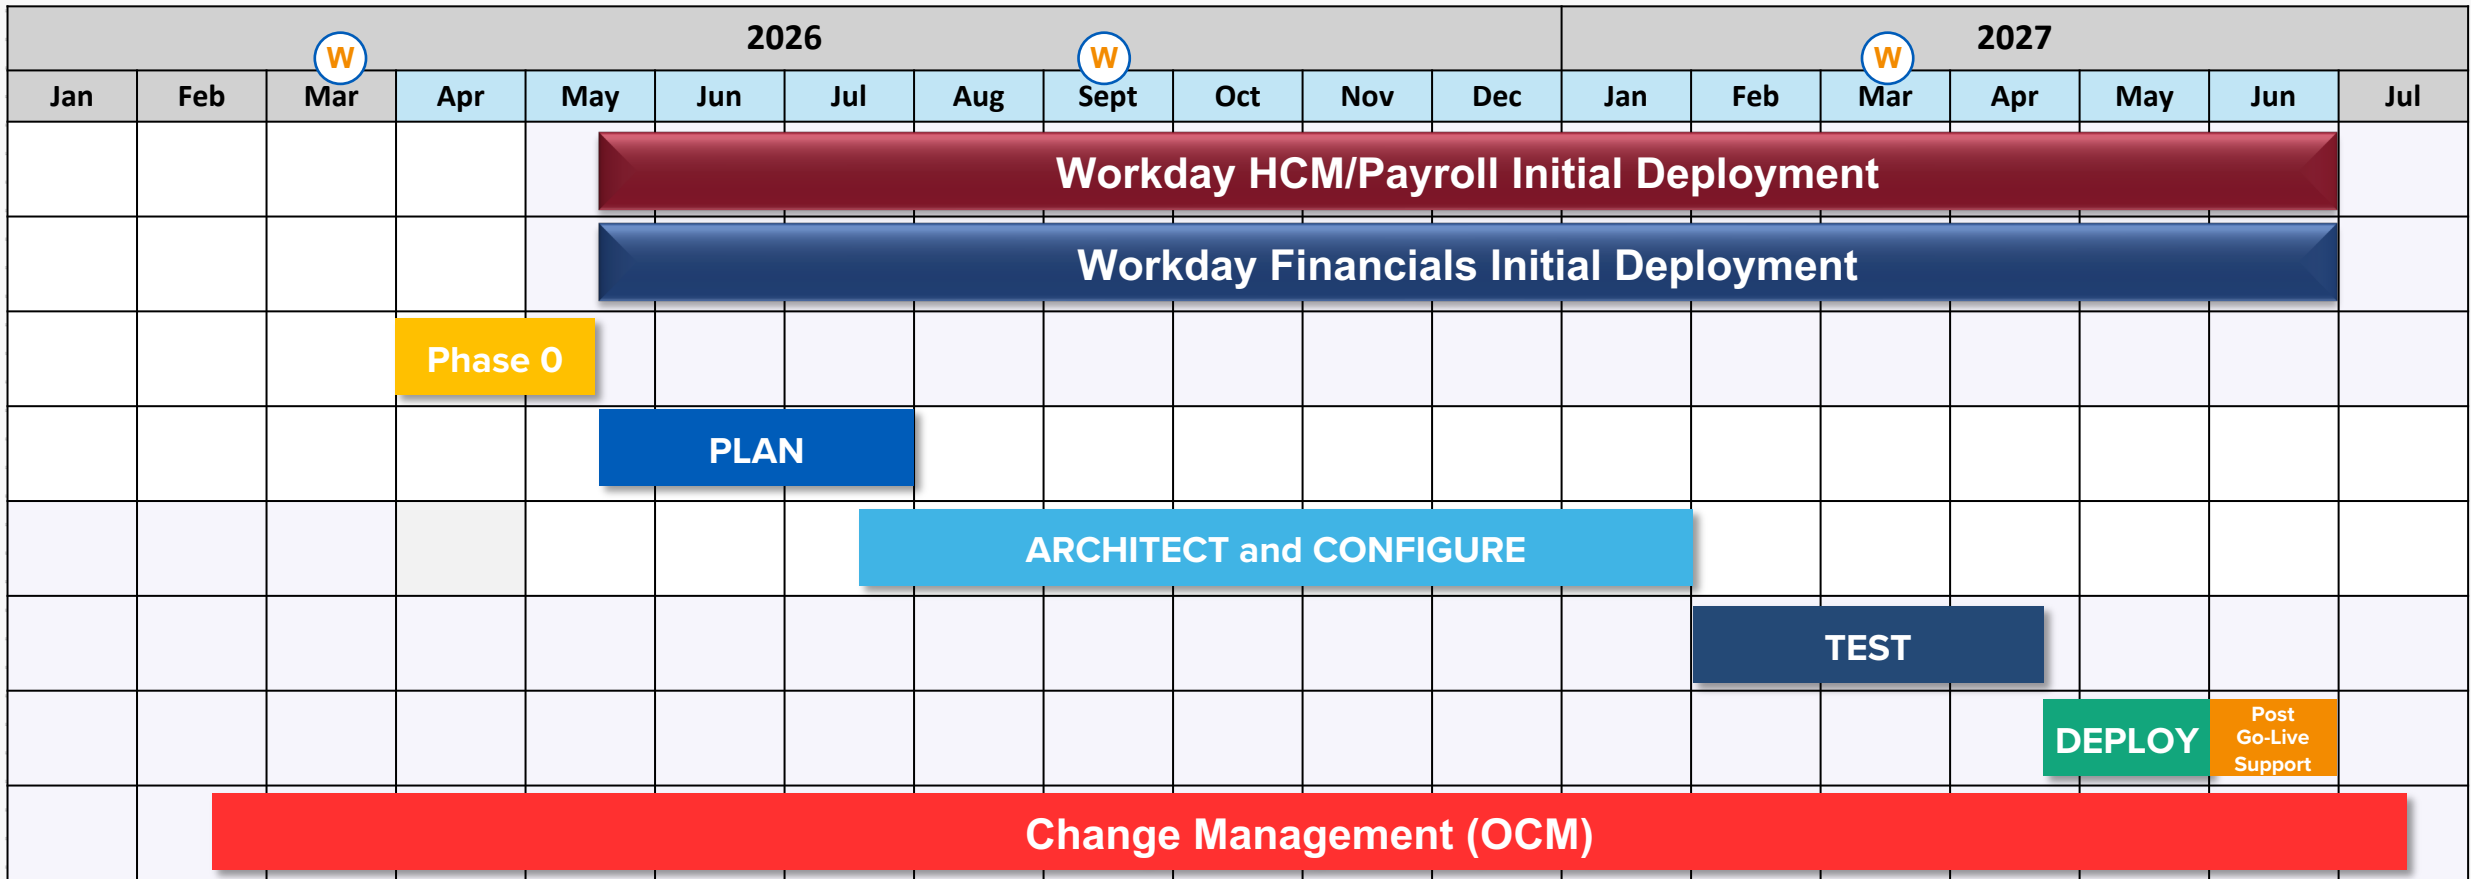 2026 2027
W W W
Jan Feb Mar Apr May Jun Jul Aug Sept Oct Nov Dec Jan Feb Mar Apr May Jun Jul
Workday HCM/Payroll Initial Deployment
Workday Financials Initial Deployment
Phase 0
PLAN
ARCHITECT and CONFIGURE
TEST
DEPLOY
Post
Go-Live
Support
Change Management (OCM)